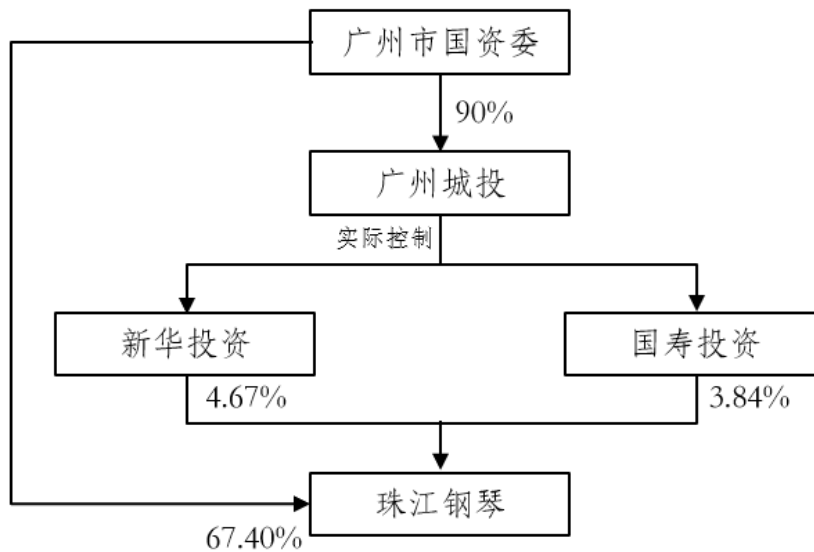 广州市国资委
90%
广州城投
实际控制
新华投资
国寿投资
4.67%
3.84%
珠江钢琴
67.40%